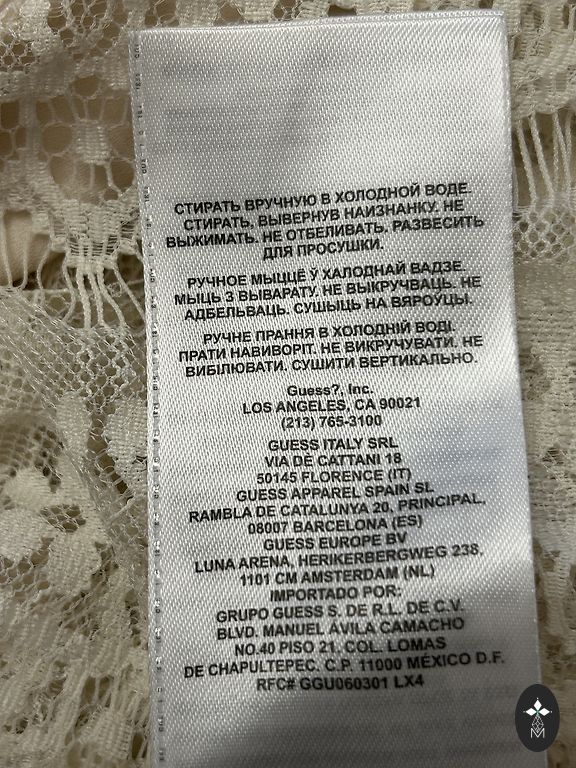 СТИРАТЬ ВРУЧНУЮ В ХОЛОДНОЙ ВОДЕ.
СТИРАТЬ, ВЫВЕРНУВ НАИЗНАНКУ. НЕ
ВЫЖИМАТЬ. НЕ ОТБЕЛИВАТЬ. РАЗВЕСИТЬ
ДЛЯ ПРОСУШКИ.
РУЧНОЕ МЫЦЦЁ Ў ХАЛОДНАЙ ВАДЗЕ.
МЫЦЬ З ВЫВАРАТУ. НЕ ВЫКРУЧВАЦЬ. НЕ
АДБЕЛЬВАЦЬ. СУШЫЦЬ НА ВЯРОЎЦЫ.
РУЧНЕ ПРАННЯ В ХОЛОДНІЙ ВОДІ.
ПРАТИ НАВИВОРІТ. НЕ ВИКРУЧУВАТИ. НЕ
ВИБІЛЮВАТИ. СУШИТИ ВЕРТИКАЛЬНО.
Guess?, Inc.
LOS ANGELES, CA 90021
(213) 765-3100
GUESS ITALY SRL
VIA DE CATTANI 18
50145 FLORENCE (IT)
GUESS APPAREL SPAIN SL
RAMBLA DE CATALUNYA 20, PRINCIPAL,
08007 BARCELONA (ES)
GUESS EUROPE BV
LUNA ARENA, HERIKERBERGWEG 238,
1101 CM AMSTERDAM (NL)
IMPORTADO POR:
GRUPO GUESS S. DE R.L. DE C.V.
BLVD. MANUEL ÁVILA CAMACHO
NO.40 PISO 21, COL. LOMAS
DE CHAPULTEPEC. C.P. 11000 MÉXICO D.F.
RFC# GGU060301 LX4
M